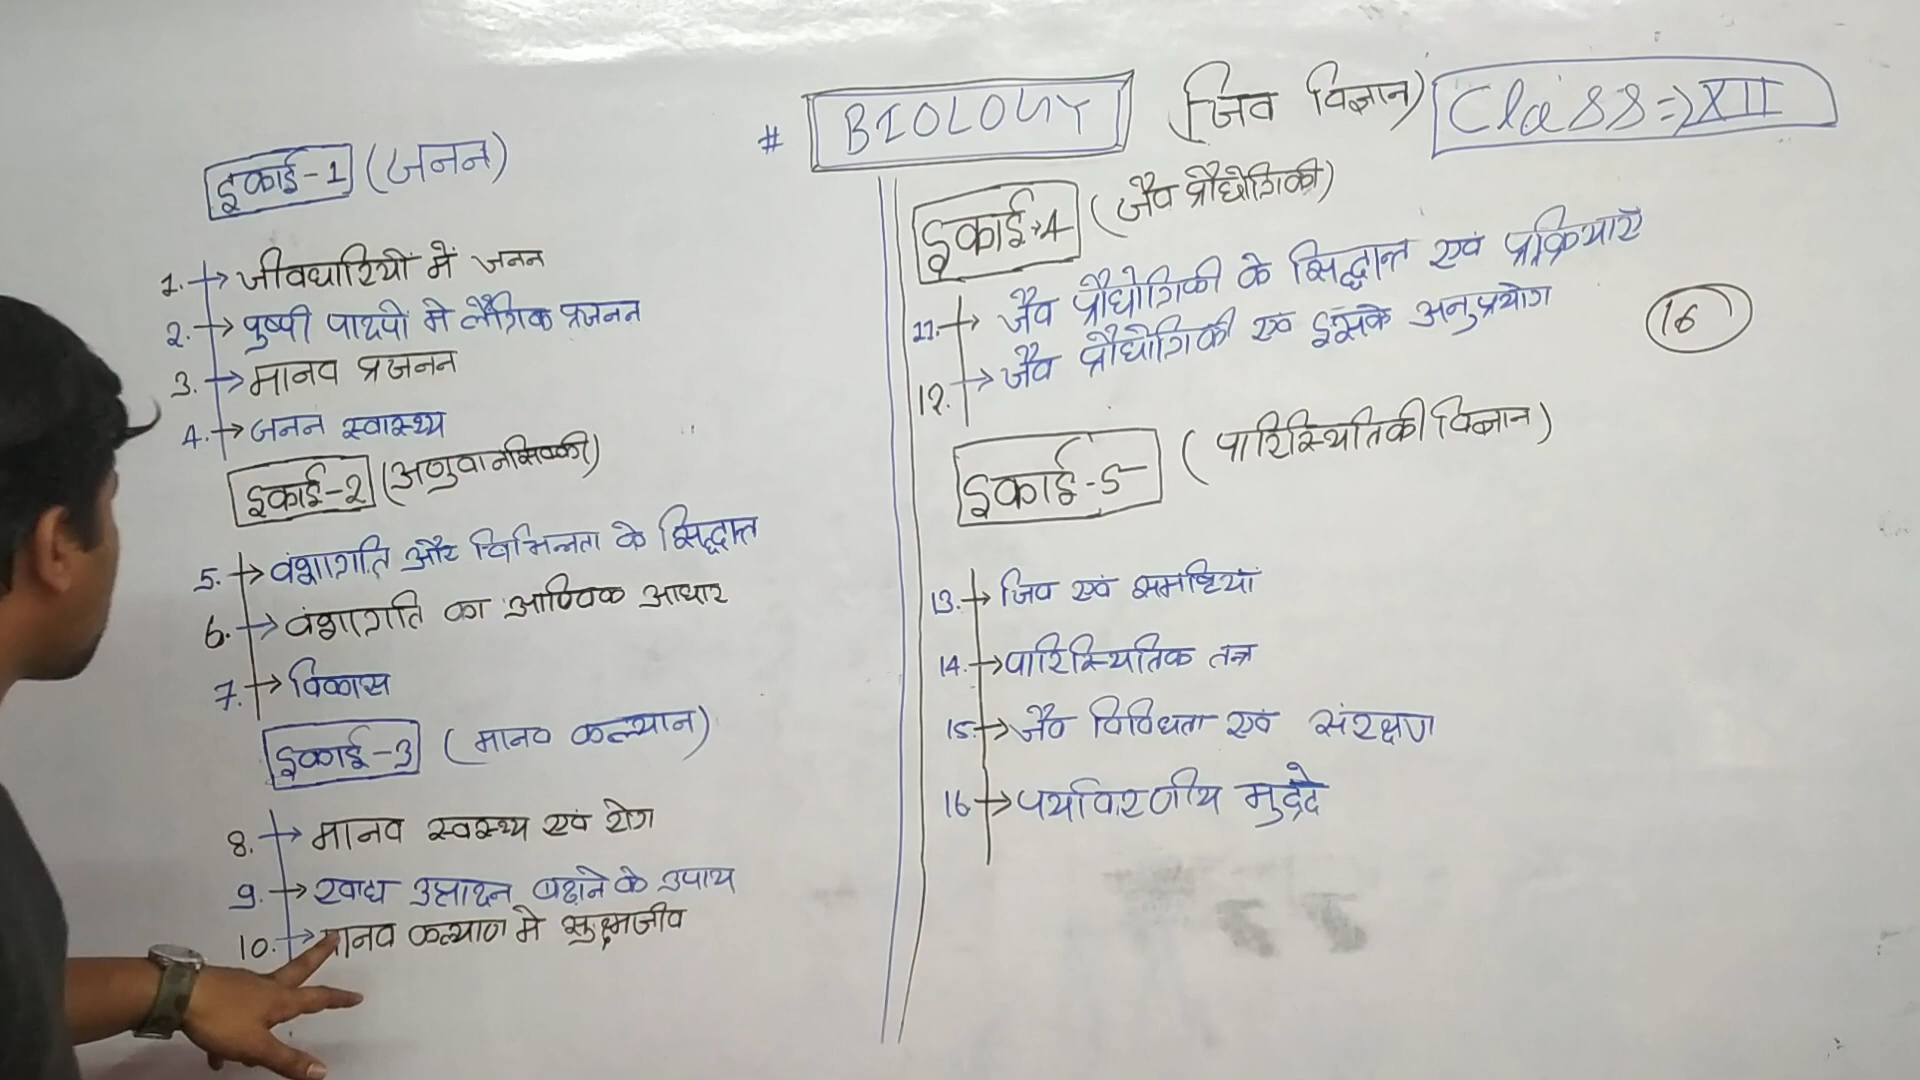 # BIOLOGY (जिव विज्ञान) Class=>XII
इकाई-1 (जनन)
1. → जीवधारियों में जनन
2. → पुष्पी पादपो मे लैंगिक प्रजनन
3. → मानव प्रजनन
4. → जनन स्वास्थ्य
इकाई-2 (अणुवानसिक्की)
5. → वंशागति और विभिन्नता के सिद्धान्त
6. → वंशागति का आण्विक आधार
7. → विकास
इकाई-3 (मानव कल्यान)
8. → मानव स्वस्थ्य एवं रोग
9. → खाद्य उत्पादन बढ़ाने के उपाय
10. → मानव कल्याण मे सुक्ष्मजीव
इकाई-4 (जैव प्रौद्योगिकी)
11. → जैव प्रौद्योगिकी के सिद्धान्त एवं प्रक्रियाएँ
12. → जैव प्रौद्योगिकी एवं इसके अनुप्रयोग
16
इकाई-5 (पारिस्थितिकी विज्ञान)
13. → जिव एवं समष्टियां
14. → पारिस्थितिक तन्त्र
15. → जैव विविधता एवं संरक्षण
16 → पर्यावरणीय मुद्दे